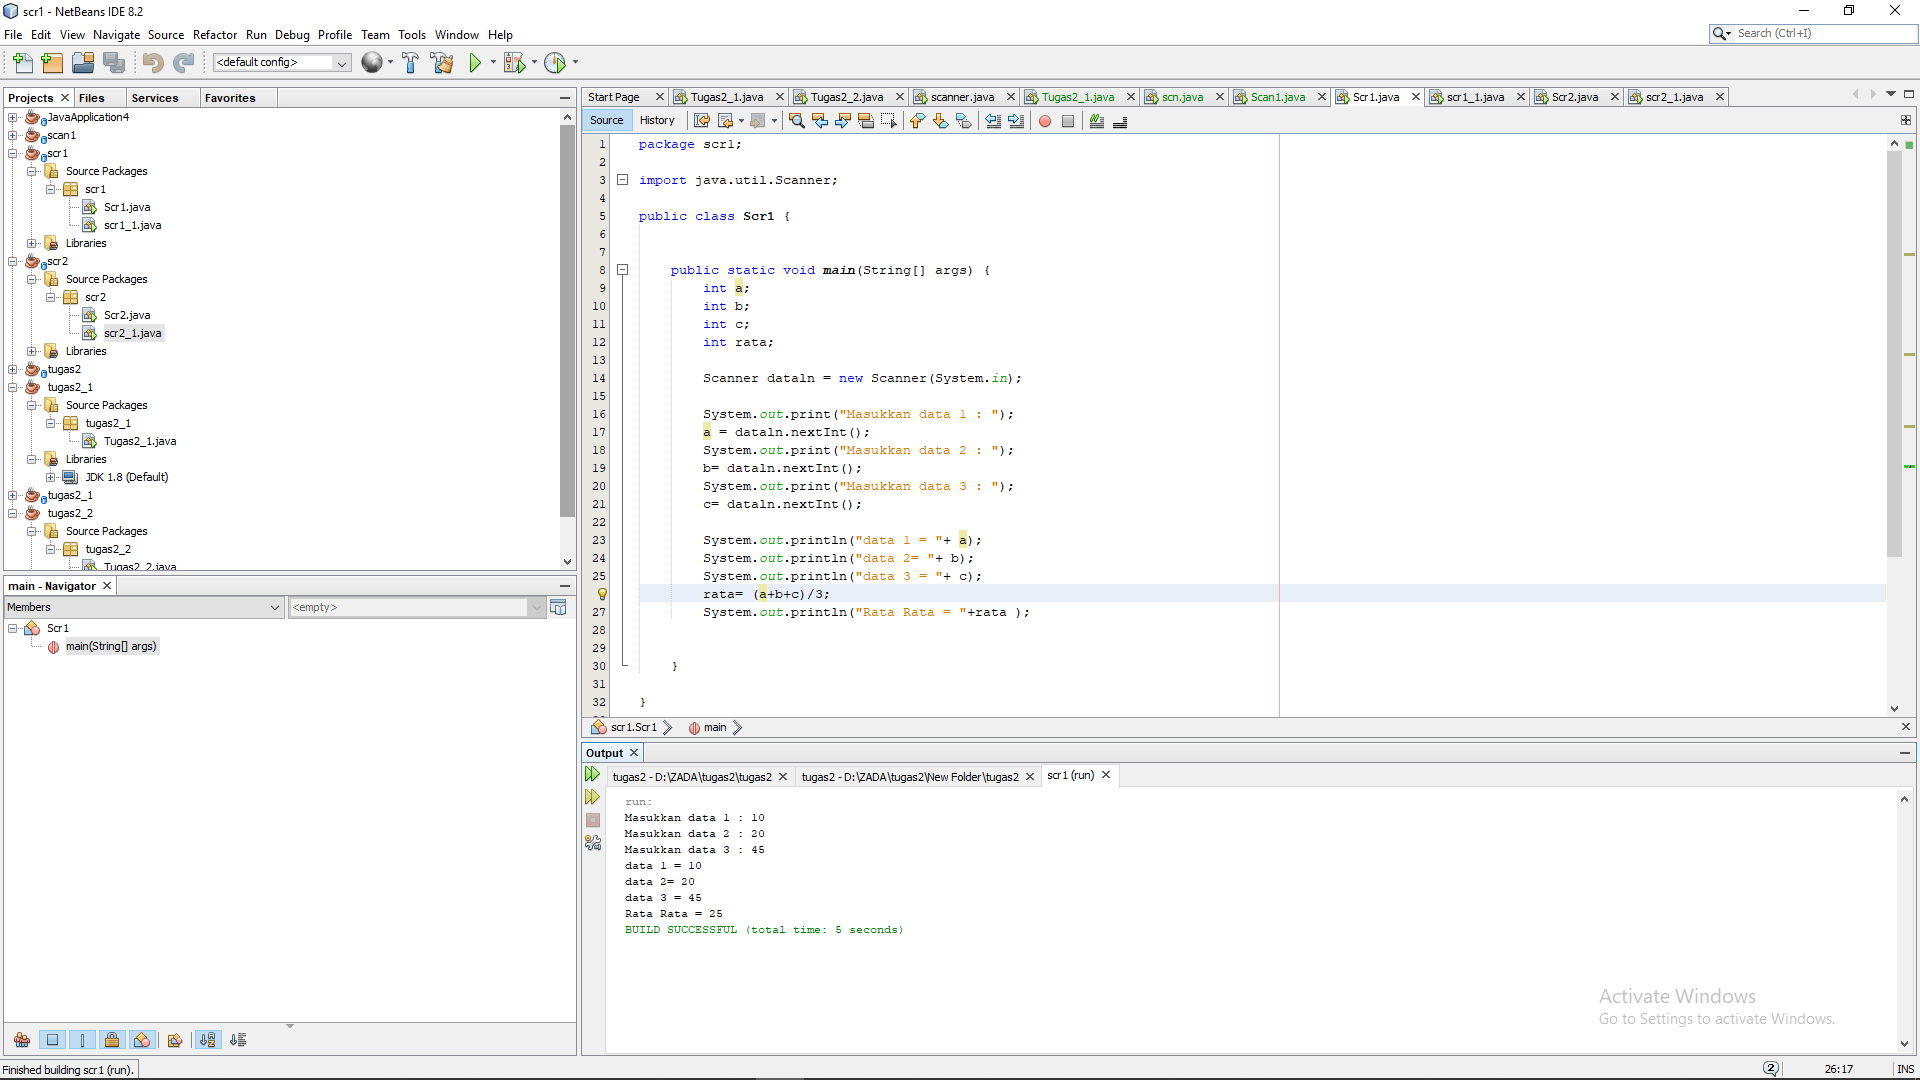 scr1 - NetBeans IDE 8.2
File Edit View Navigate Source Refactor Run Debug Profile Team Tools Window Help
Search (Ctrl+I)
<default config>
Projects Files Services Favorites
JavaApplication4
scan1
scr1
Source Packages
scr1
Scr1.java
scr1_1.java
Libraries
scr2
Source Packages
scr2
Scr2.java
scr2_1.java
Libraries
tugas2
tugas2_1
Source Packages
tugas2_1
Tugas2_1.java
Libraries
JDK 1.8 (Default)
tugas2_1
tugas2_2
Source Packages
tugas2_2
Tugas2_2.java
main - Navigator
Members <empty>
Scr1
main(String[] args)
Start Page Tugas2_1.java Tugas2_2.java scanner.java Tugas2_1.java scn.java Scan1.java Scr1.java scr1_1.java Scr2.java scr2_1.java
Source History
1 package scr1;
2
3 import java.util.Scanner;
4
5 public class Scr1 {
6
7
8 public static void main(String[] args) {
9 int a;
10 int b;
11 int c;
12 int rata;
13
14 Scanner dataln = new Scanner(System.in);
15
16 System.out.print("Masukkan data 1 : ");
17 a = dataln.nextInt();
18 System.out.print("Masukkan data 2 : ");
19 b= dataln.nextInt();
20 System.out.print("Masukkan data 3 : ");
21 c= dataln.nextInt();
22
23 System.out.println("data 1 = "+ a);
24 System.out.println("data 2= "+ b);
25 System.out.println("data 3 = "+ c);
rata= (a+b+c)/3;
27 System.out.println("Rata Rata = "+rata );
28
29
30 }
31
32 }
scr1.Scr1 main
Output
tugas2 - D:\ZADA\tugas2\tugas2 tugas2 - D:\ZADA\tugas2\New Folder\tugas2 scr1 (run)
run:
Masukkan data 1 : 10
Masukkan data 2 : 20
Masukkan data 3 : 45
data 1 = 10
data 2= 20
data 3 = 45
Rata Rata = 25
BUILD SUCCESSFUL (total time: 5 seconds)
Activate Windows
Go to Settings to activate Windows.
Finished building scr1 (run).
2 26:17 INS